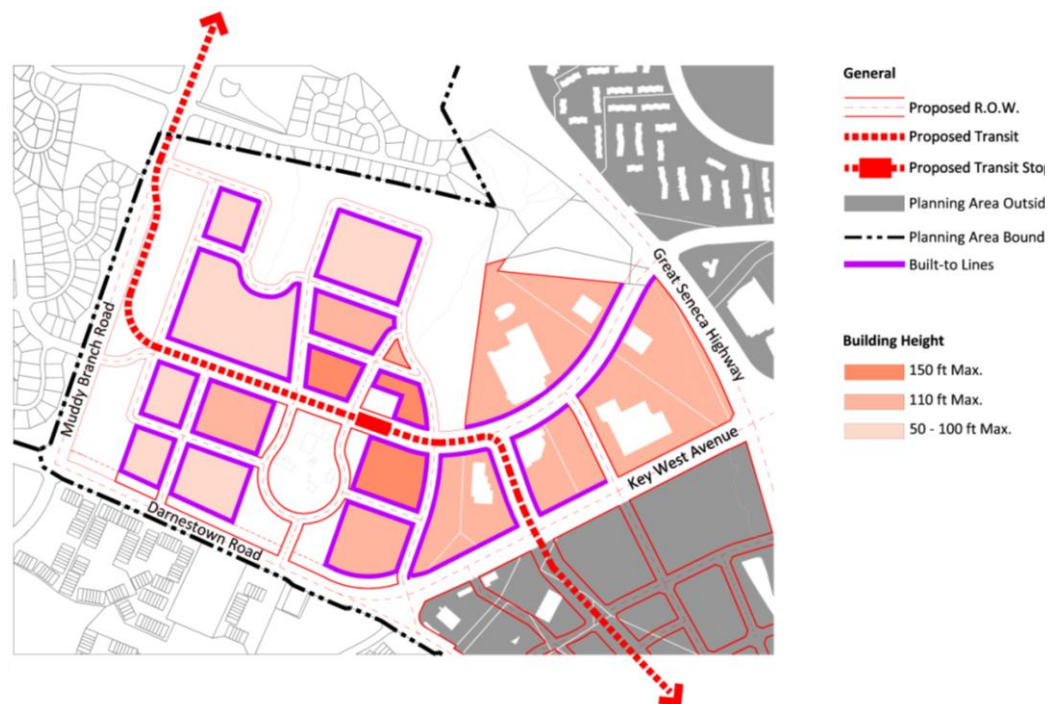 General
Proposed R.O.W.
Proposed Transit
Proposed Transit Stop
Planning Area Outsid
Planning Area Bound
Built-to Lines
Building Height
150 ft Max.
110 ft Max.
50 - 100 ft Max.
Muddy Branch Road
Great Seneca Highway
Key West Avenue
Darnestown Road